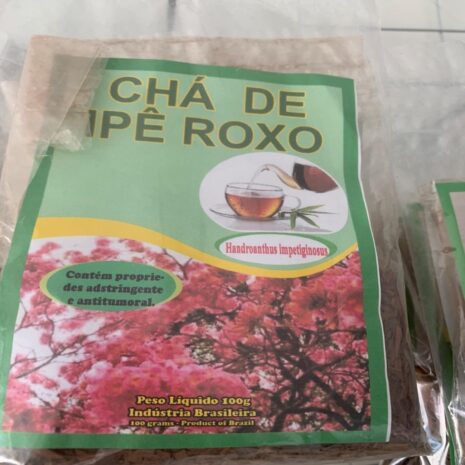 CHÁ DE
IPÊ ROXO
Handroanthus impetiginosus
Contém proprie-
des adstringente
e antitumoral.
Peso Líquido 100g
Indústria Brasileira
100 grams - Product of Brazil